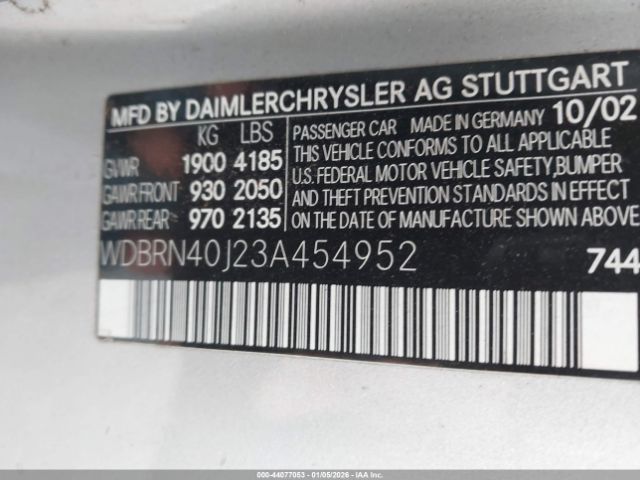 MFD BY DAIMLERCHRYSLER AG STUTTGART
KG LBS
GVWR 1900 4185
GAWR FRONT 930 2050
GAWR REAR 970 2135
PASSENGER CAR MADE IN GERMANY 10/02
THIS VEHICLE CONFORMS TO ALL APPLICABLE
U.S. FEDERAL MOTOR VEHICLE SAFETY, BUMPER
AND THEFT PREVENTION STANDARDS IN EFFECT
ON THE DATE OF MANUFACTURE SHOWN ABOVE
WDBRN40J23A454952
744
000-44077053 | 01/05/2026 | IAA Inc.